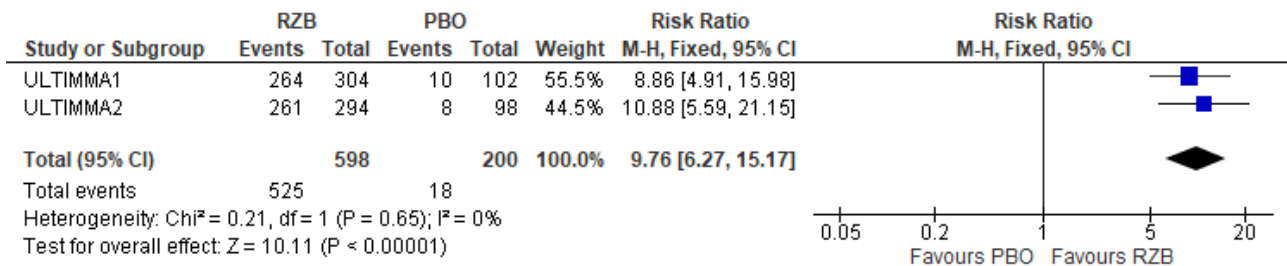 RZB PBO Risk Ratio Risk Ratio
Study or Subgroup Events Total Events Total Weight M-H, Fixed, 95% CI M-H, Fixed, 95% CI
ULTIMMA1 264 304 10 102 55.5% 8.86 [4.91, 15.98]
ULTIMMA2 261 294 8 98 44.5% 10.88 [5.59, 21.15]
Total (95% CI) 598 200 100.0% 9.76 [6.27, 15.17]
Total events 525 18
Heterogeneity: Chi² = 0.21, df = 1 (P = 0.65); I² = 0%
Test for overall effect: Z = 10.11 (P < 0.00001)
0.05 0.2 1 5 20
Favours PBO Favours RZB